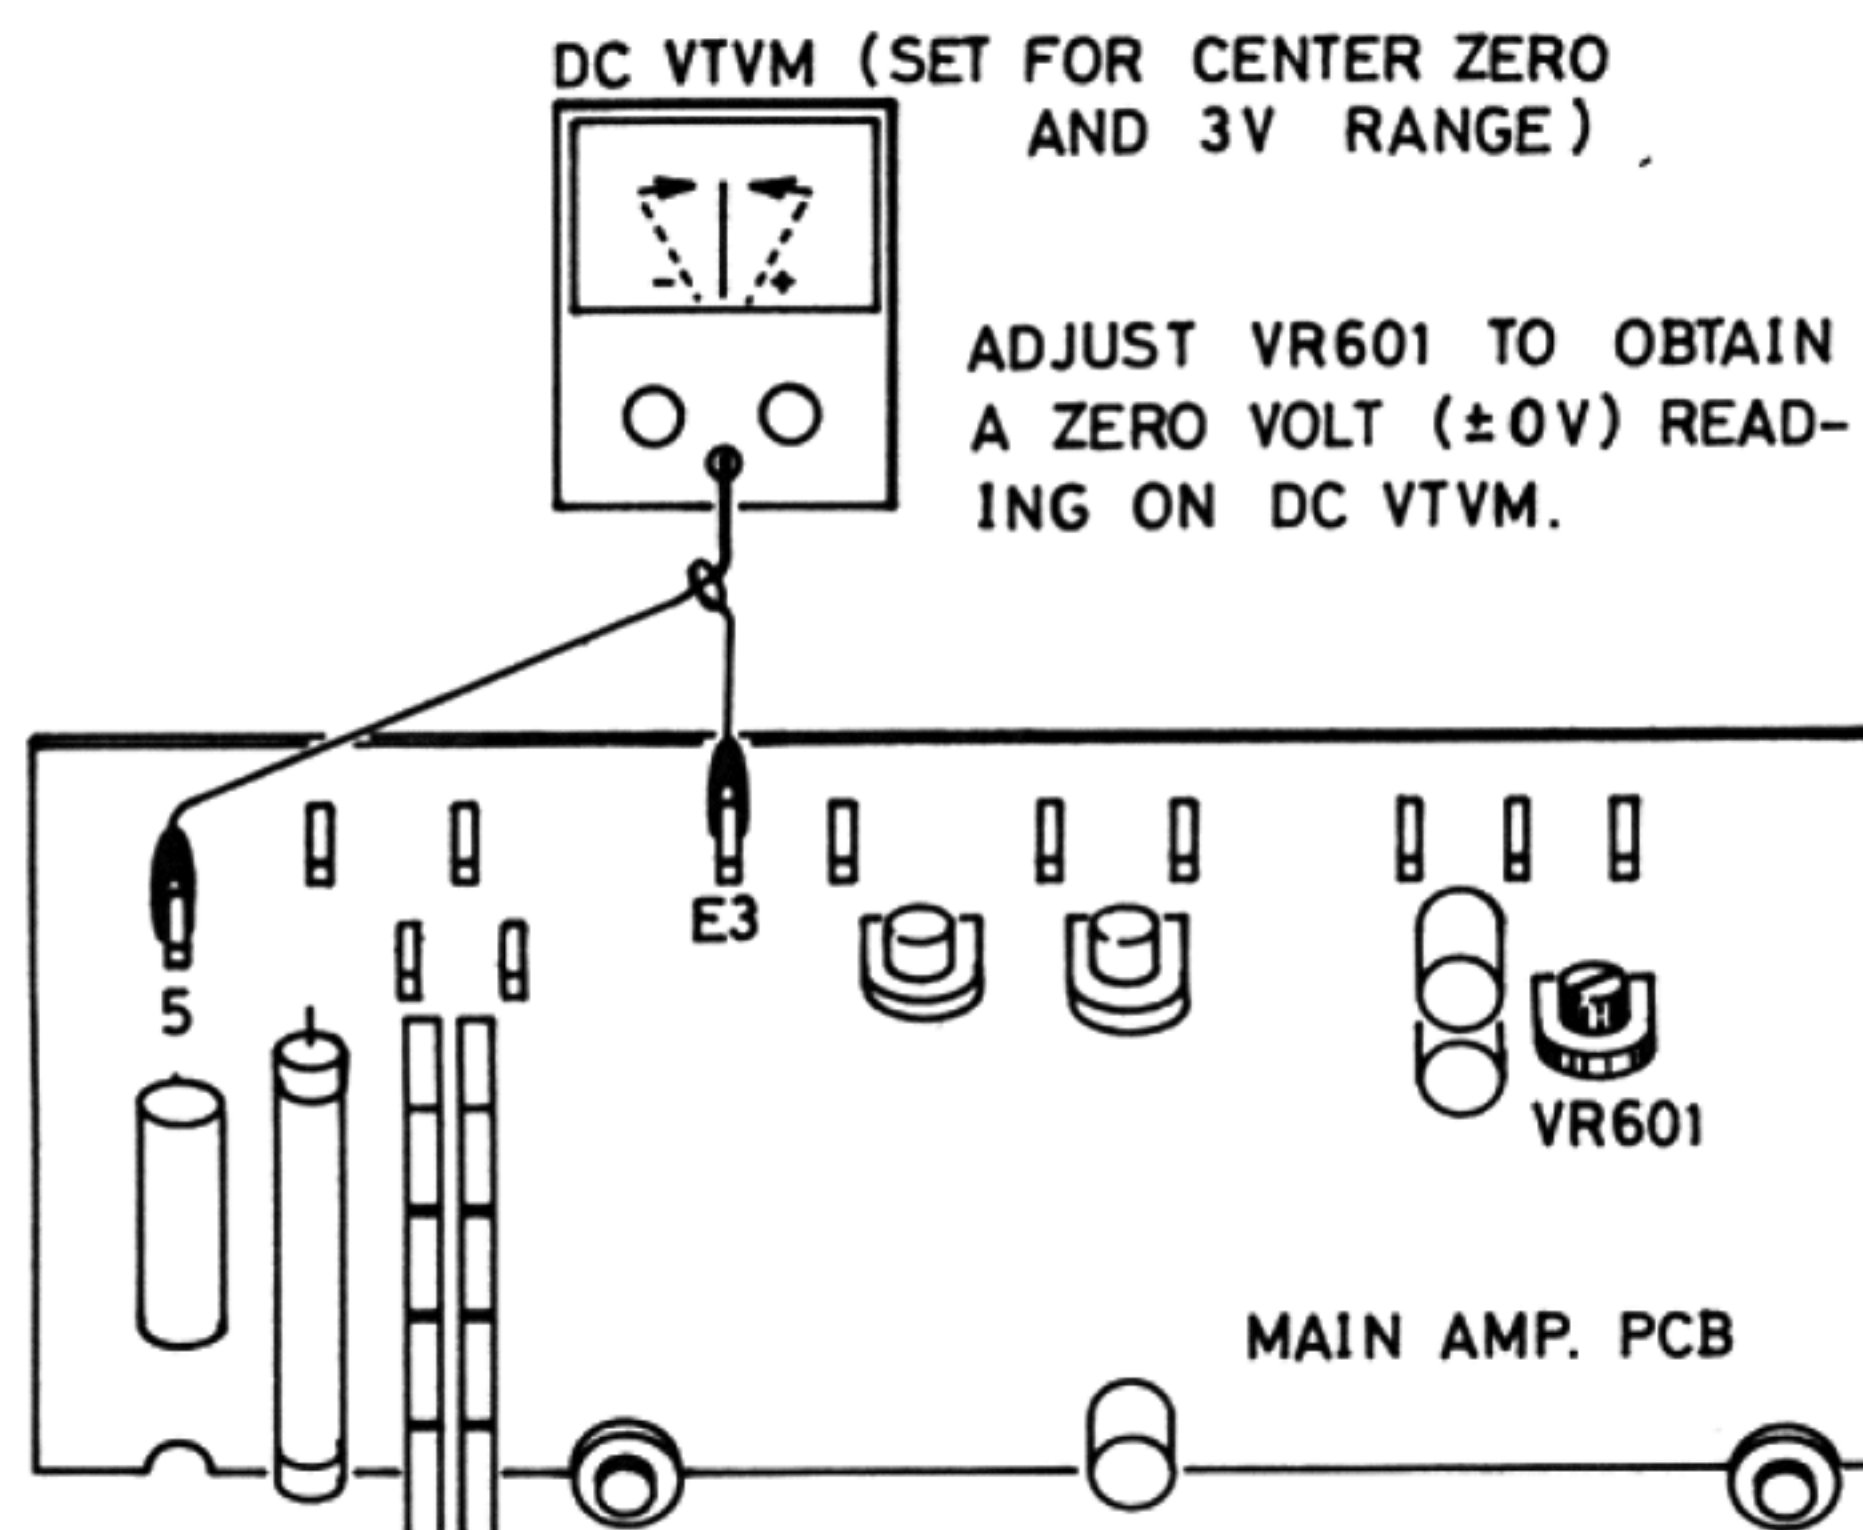 DC VTVM (SET FOR CENTER ZERO
AND 3V RANGE)
- +
ADJUST VR601 TO OBTAIN
A ZERO VOLT (±0V) READ-
ING ON DC VTVM.
E3
5
VR601
MAIN AMP. PCB